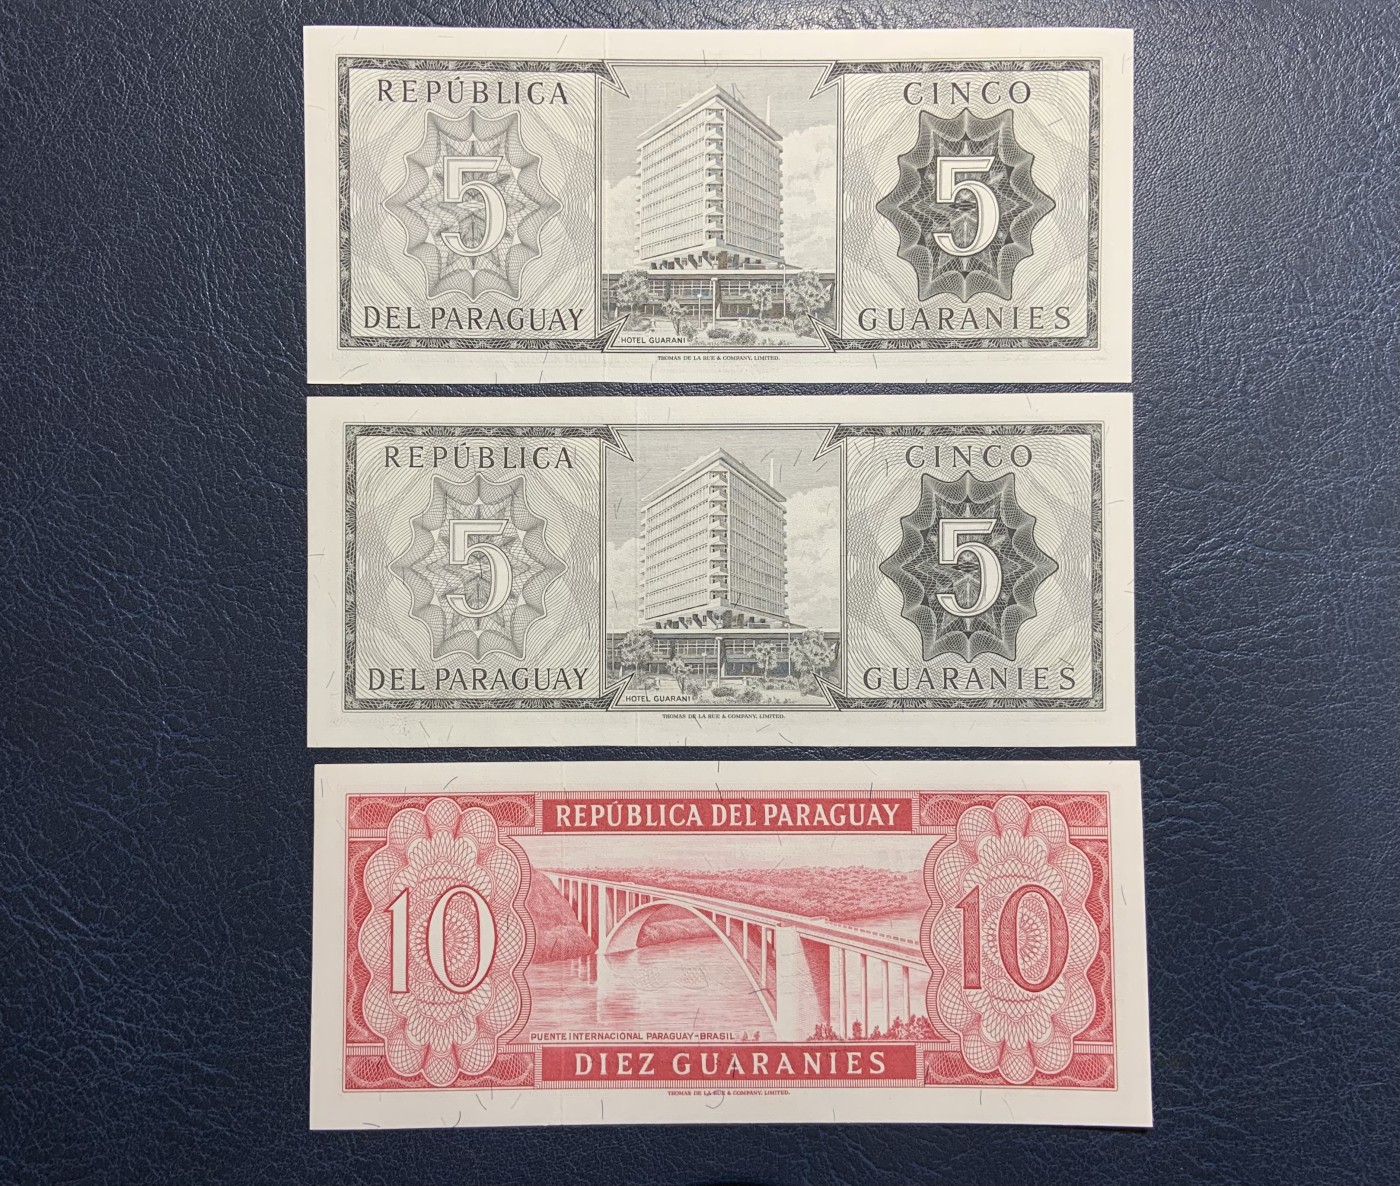 REPÚBLICA
CINCO
5
5
DEL PARAGUAY
GUARANIES
HOTEL GUARANI
THOMAS DE LA RUE & COMPANY, LIMITED.
REPÚBLICA
CINCO
5
5
DEL PARAGUAY
GUARANIES
HOTEL GUARANI
THOMAS DE LA RUE & COMPANY, LIMITED.
REPÚBLICA DEL PARAGUAY
10
10
PUENTE INTERNACIONAL PARAGUAY-BRASIL
DIEZ GUARANIES
THOMAS DE LA RUE & COMPANY, LIMITED.